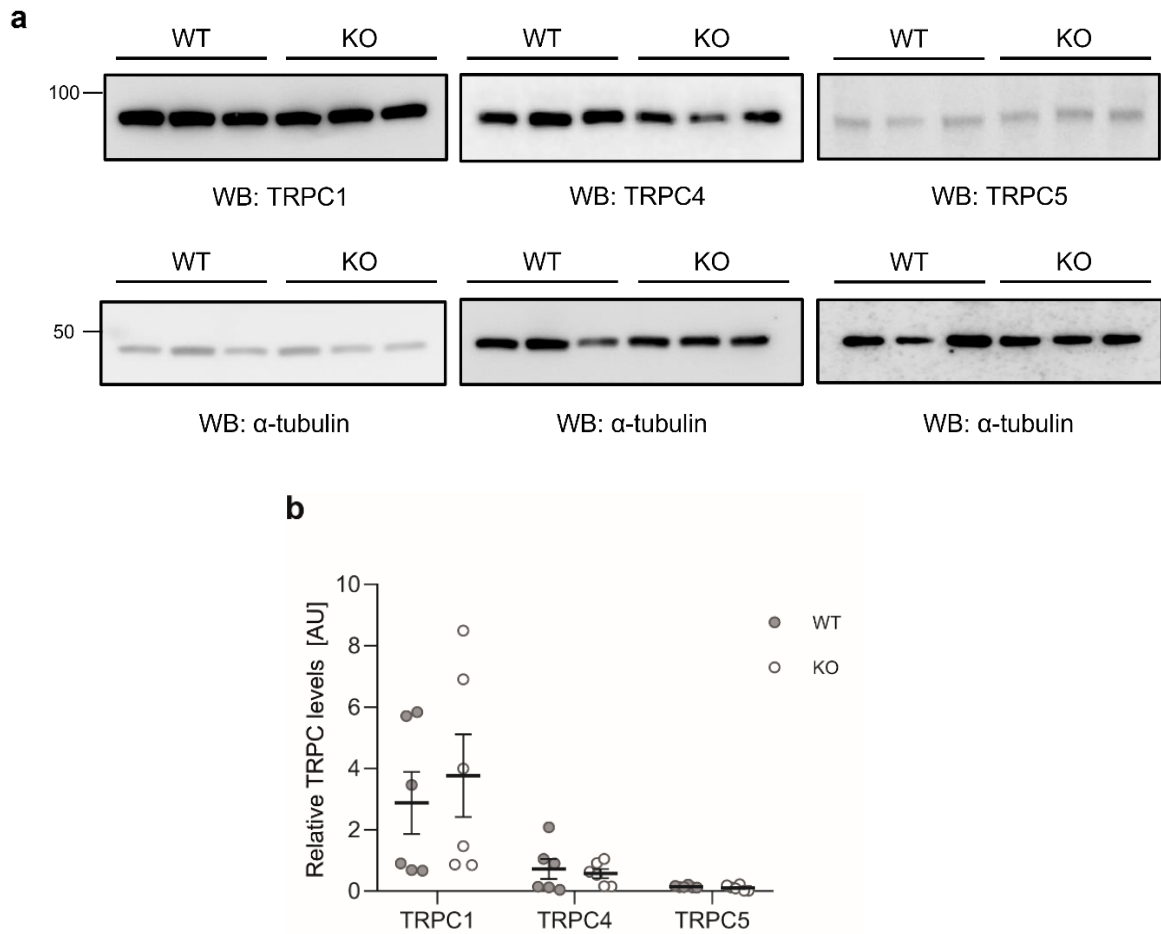 a
WT KO WT KO WT KO
100
WB: TRPC1 WB: TRPC4 WB: TRPC5
WT KO WT KO WT KO
50
WB: α-tubulin WB: α-tubulin WB: α-tubulin
b
Relative TRPC levels [AU]
10
8
6
4
2
0
WT
KO
TRPC1 TRPC4 TRPC5